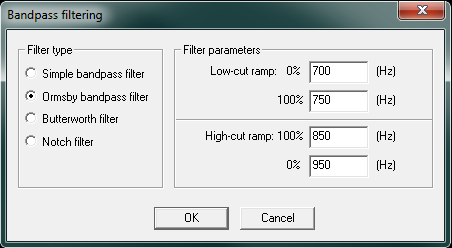 Bandpass filtering
Filter type
Simple bandpass filter
Ormsby bandpass filter
Butterworth filter
Notch filter
Filter parameters
Low-cut ramp: 0% 700 (Hz)
100% 750 (Hz)
High-cut ramp: 100% 850 (Hz)
0% 950 (Hz)
OK Cancel